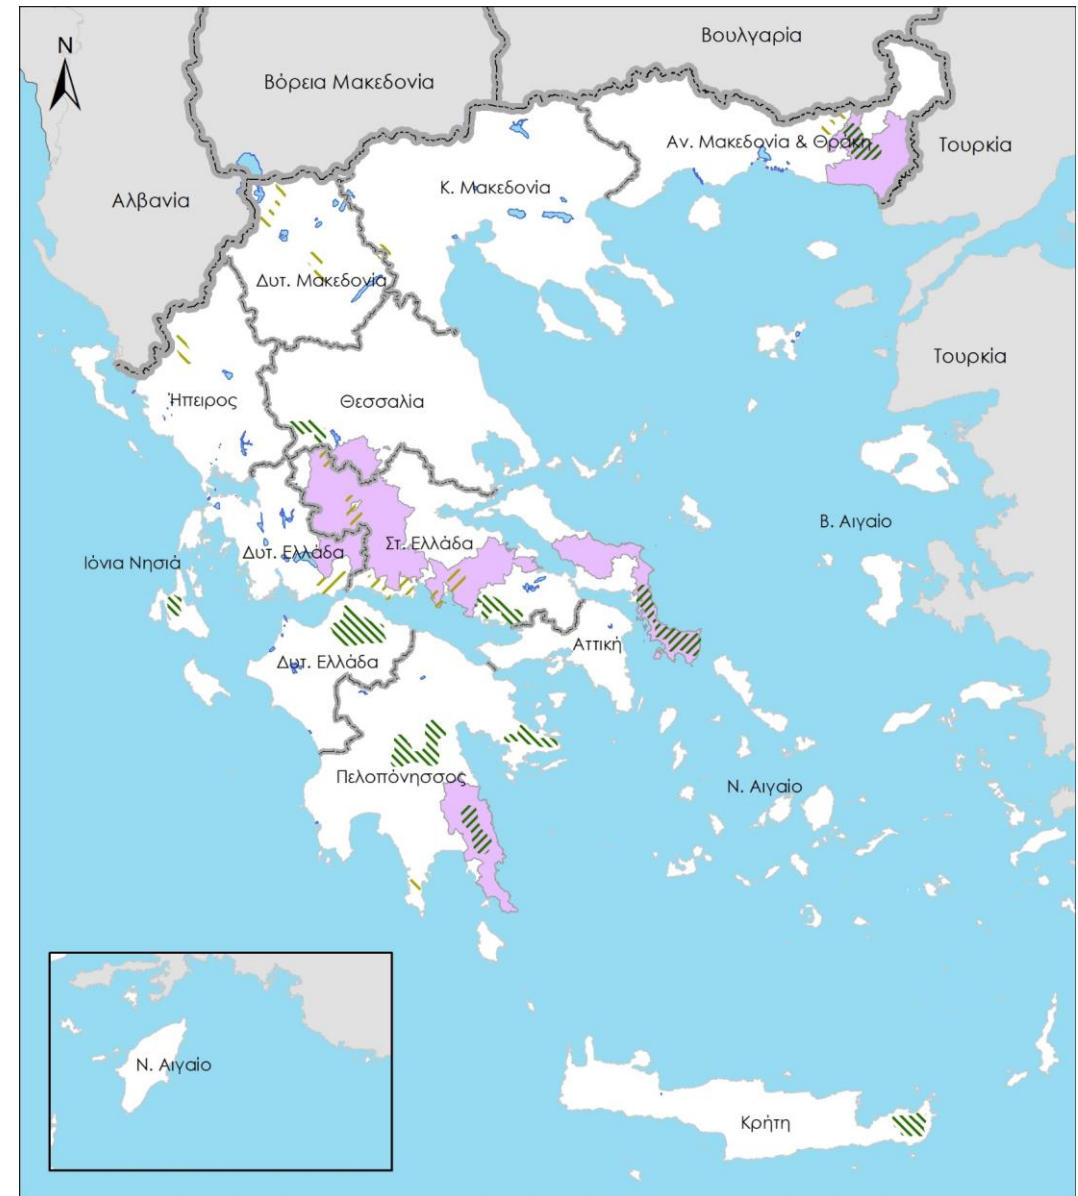 Βουλγαρία
N
Βόρεια Μακεδονία
Αν. Μακεδονία & Θράκη
Τουρκία
Κ. Μακεδονία
Αλβανία
Δυτ. Μακεδονία
Τουρκία
Ήπειρος
Θεσσαλία
Β. Αιγαίο
Στ. Ελλάδα
Δυτ. Ελλάδα
Ιόνια Νησιά
Αττική
Δυτ. Ελλάδα
Πελοπόνησσος
Ν. Αιγαίο
Ν. Αιγαίο
Κρήτη